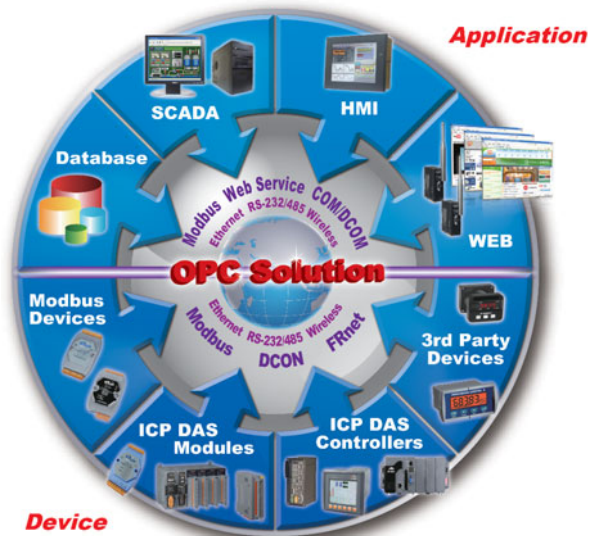 Application
SCADA
HMI
Database
WEB
Modbus Web Service COM/DCOM
Ethernet RS-232/485 Wireless
OPC Solution
Ethernet RS-232/485 Wireless
Modbus DCON FRnet
Modbus
Devices
3rd Party
Devices
ICP DAS
Modules
ICP DAS
Controllers
Device